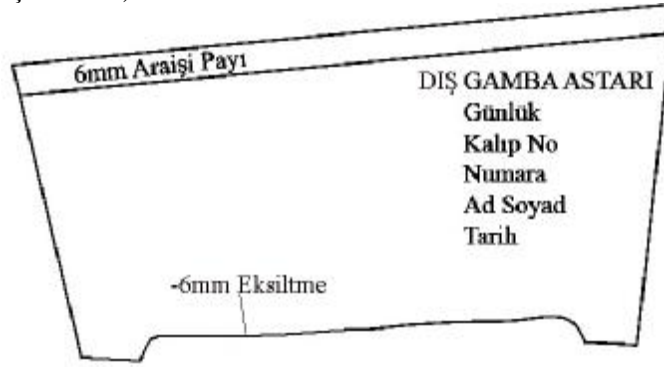 6mm Araişi Payı
DIŞ GAMBA ASTARI
Günlük
Kalıp No
Numara
Ad Soyad
Tarih
-6mm Eksiltme